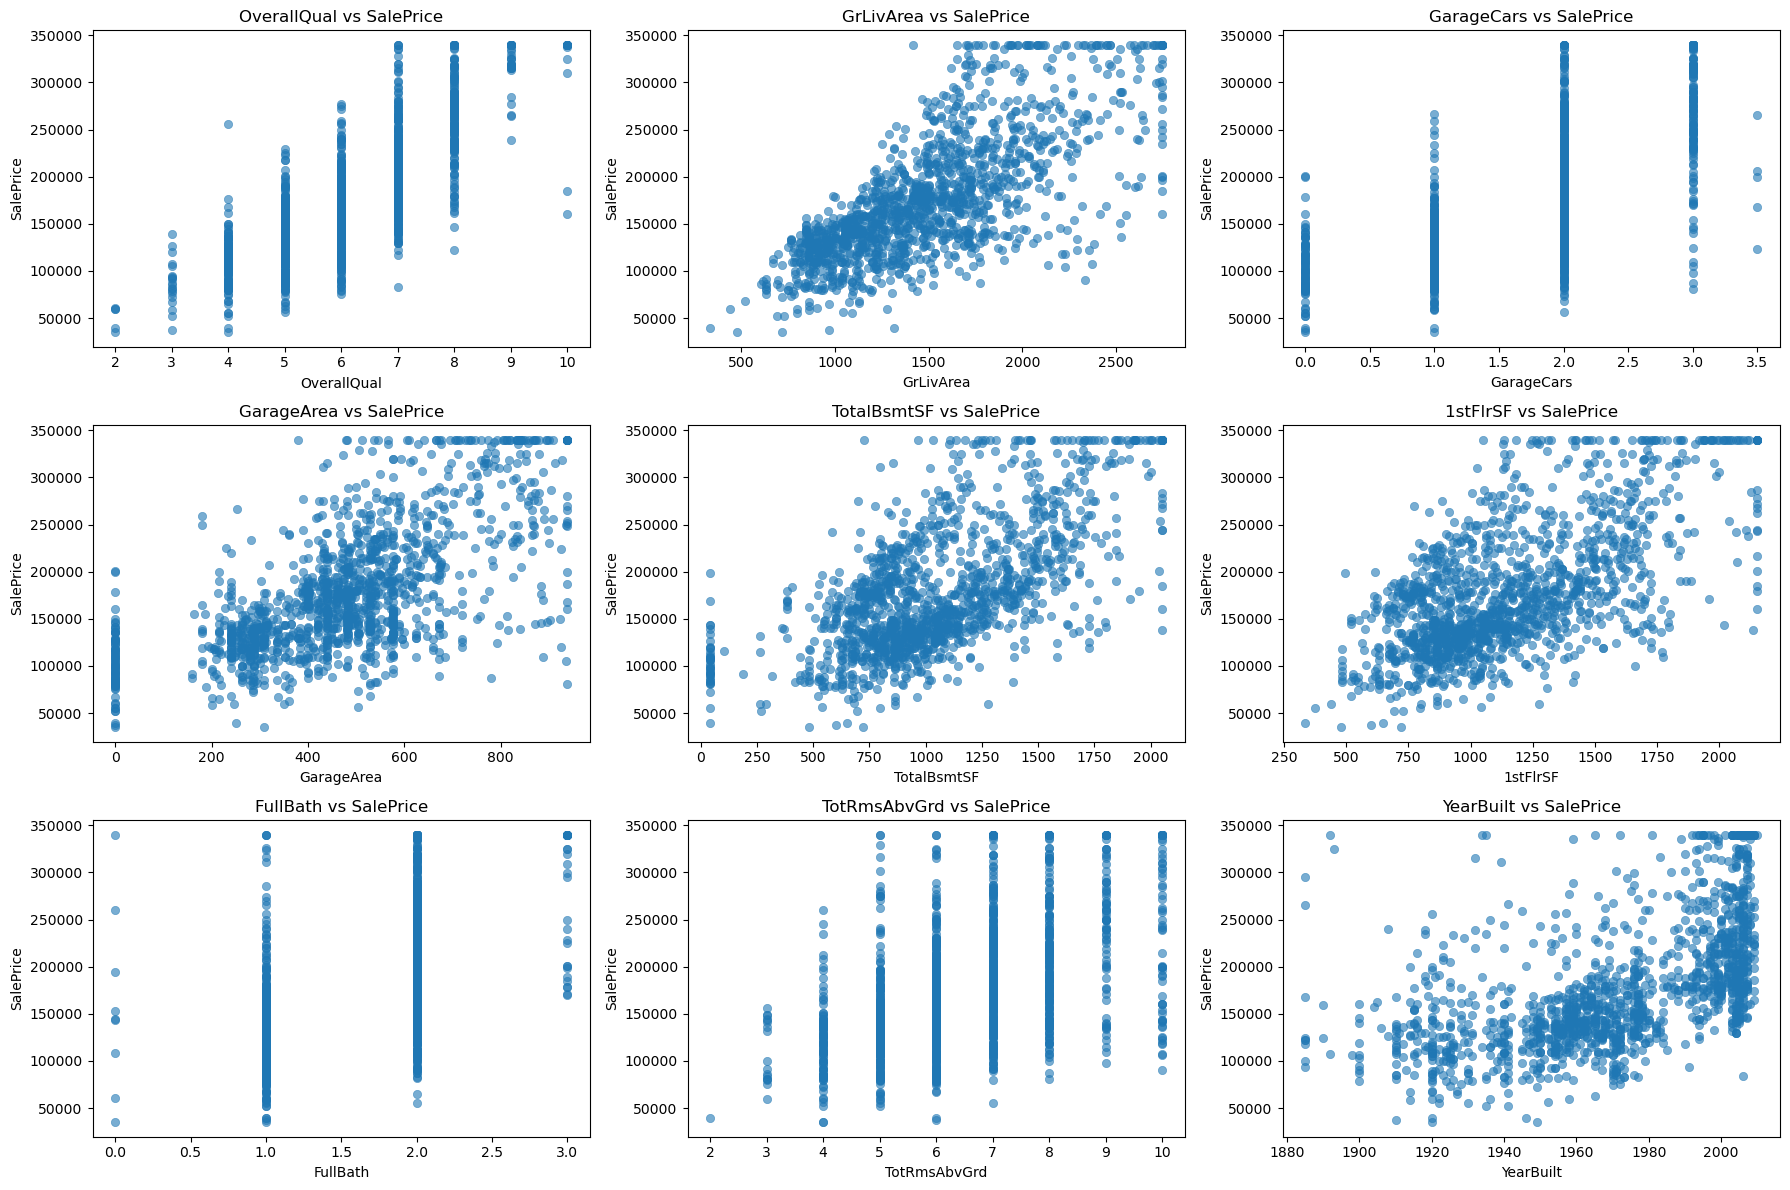 OverallQual vs SalePrice
350000
300000
250000
200000
150000
100000
50000
SalePrice
2 3 4 5 6 7 8 9 10
OverallQual
GrLivArea vs SalePrice
350000
300000
250000
200000
150000
100000
50000
SalePrice
500 1000 1500 2000 2500
GrLivArea
GarageCars vs SalePrice
350000
300000
250000
200000
150000
100000
50000
SalePrice
0.0 0.5 1.0 1.5 2.0 2.5 3.0 3.5
GarageCars
GarageArea vs SalePrice
350000
300000
250000
200000
150000
100000
50000
SalePrice
0 200 400 600 800
GarageArea
TotalBsmtSF vs SalePrice
350000
300000
250000
200000
150000
100000
50000
SalePrice
0 250 500 750 1000 1250 1500 1750 2000
TotalBsmtSF
1stFlrSF vs SalePrice
350000
300000
250000
200000
150000
100000
50000
SalePrice
250 500 750 1000 1250 1500 1750 2000
1stFlrSF
FullBath vs SalePrice
350000
300000
250000
200000
150000
100000
50000
SalePrice
0.0 0.5 1.0 1.5 2.0 2.5 3.0
FullBath
TotRmsAbvGrd vs SalePrice
350000
300000
250000
200000
150000
100000
50000
SalePrice
2 3 4 5 6 7 8 9 10
TotRmsAbvGrd
YearBuilt vs SalePrice
350000
300000
250000
200000
150000
100000
50000
SalePrice
1880 1900 1920 1940 1960 1980 2000
YearBuilt